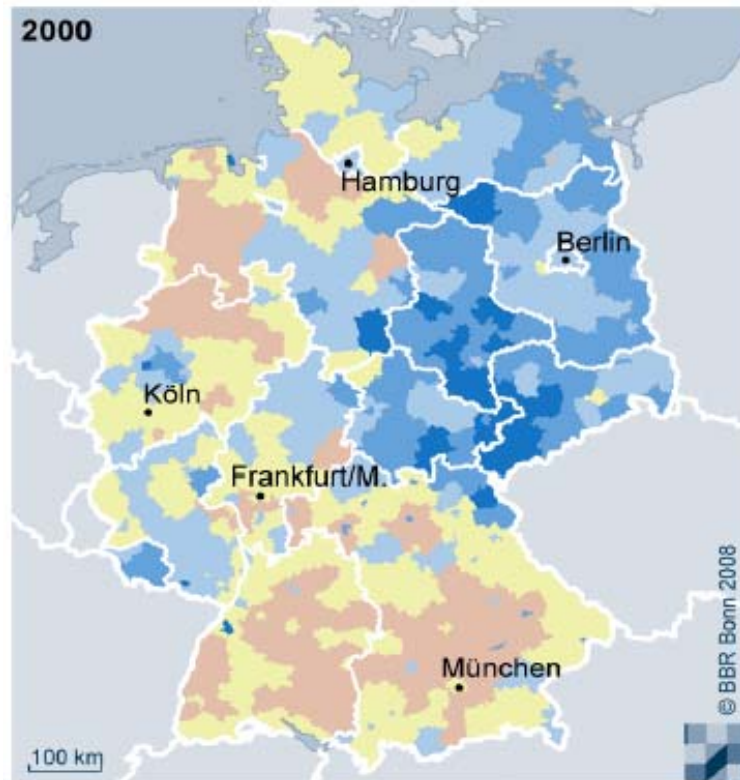 2000
Hamburg
Berlin
Köln
Frankfurt/M.
München
100 km
© BBR Bonn 2008